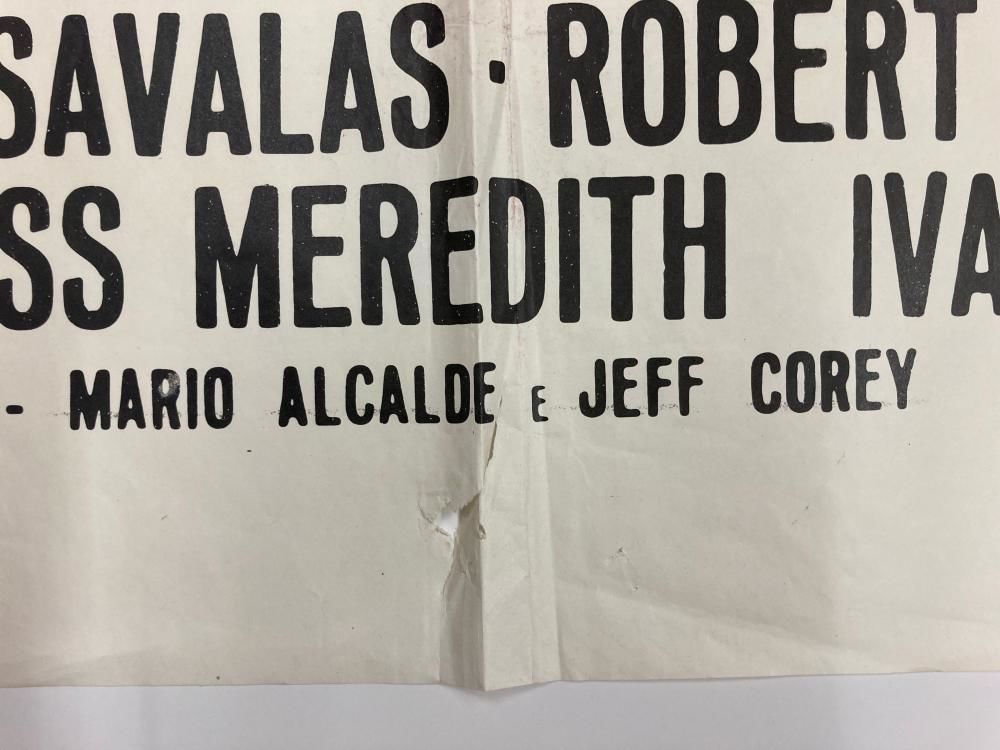 SAVALAS · ROBERT
SS MEREDITH IVA
- MARIO ALCALDE E JEFF COREY